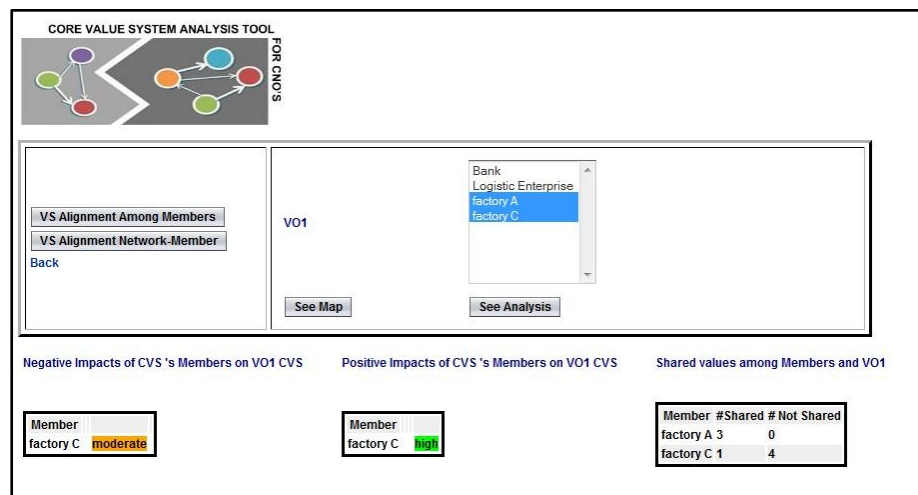 CORE VALUE SYSTEM ANALYSIS TOOL
FOR CNO'S
VS Alignment Among Members
VS Alignment Network-Member
Back
VO1
Bank
Logistic Enterprise
factory A
factory C
See Map
See Analysis
Negative Impacts of CVS 's Members on VO1 CVS
Member
factory C moderate
Positive Impacts of CVS 's Members on VO1 CVS
Member
factory C high
Shared values among Members and VO1
Member #Shared # Not Shared
factory A 3 0
factory C 1 4